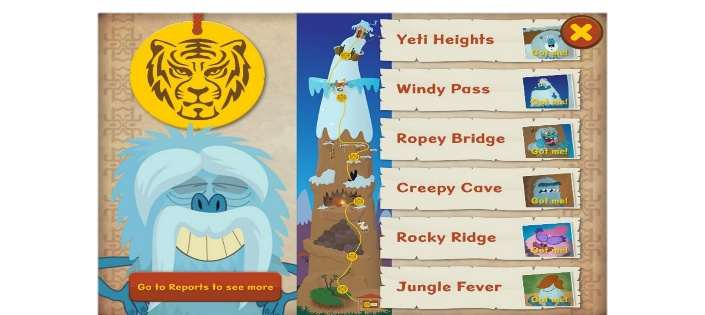 Yeti Heights
Got me!
Windy Pass
Got me!
Ropey Bridge
Got me!
Creepy Cave
Got me!
Rocky Ridge
Got me!
Jungle Fever
Got me!
Go to Reports to see more